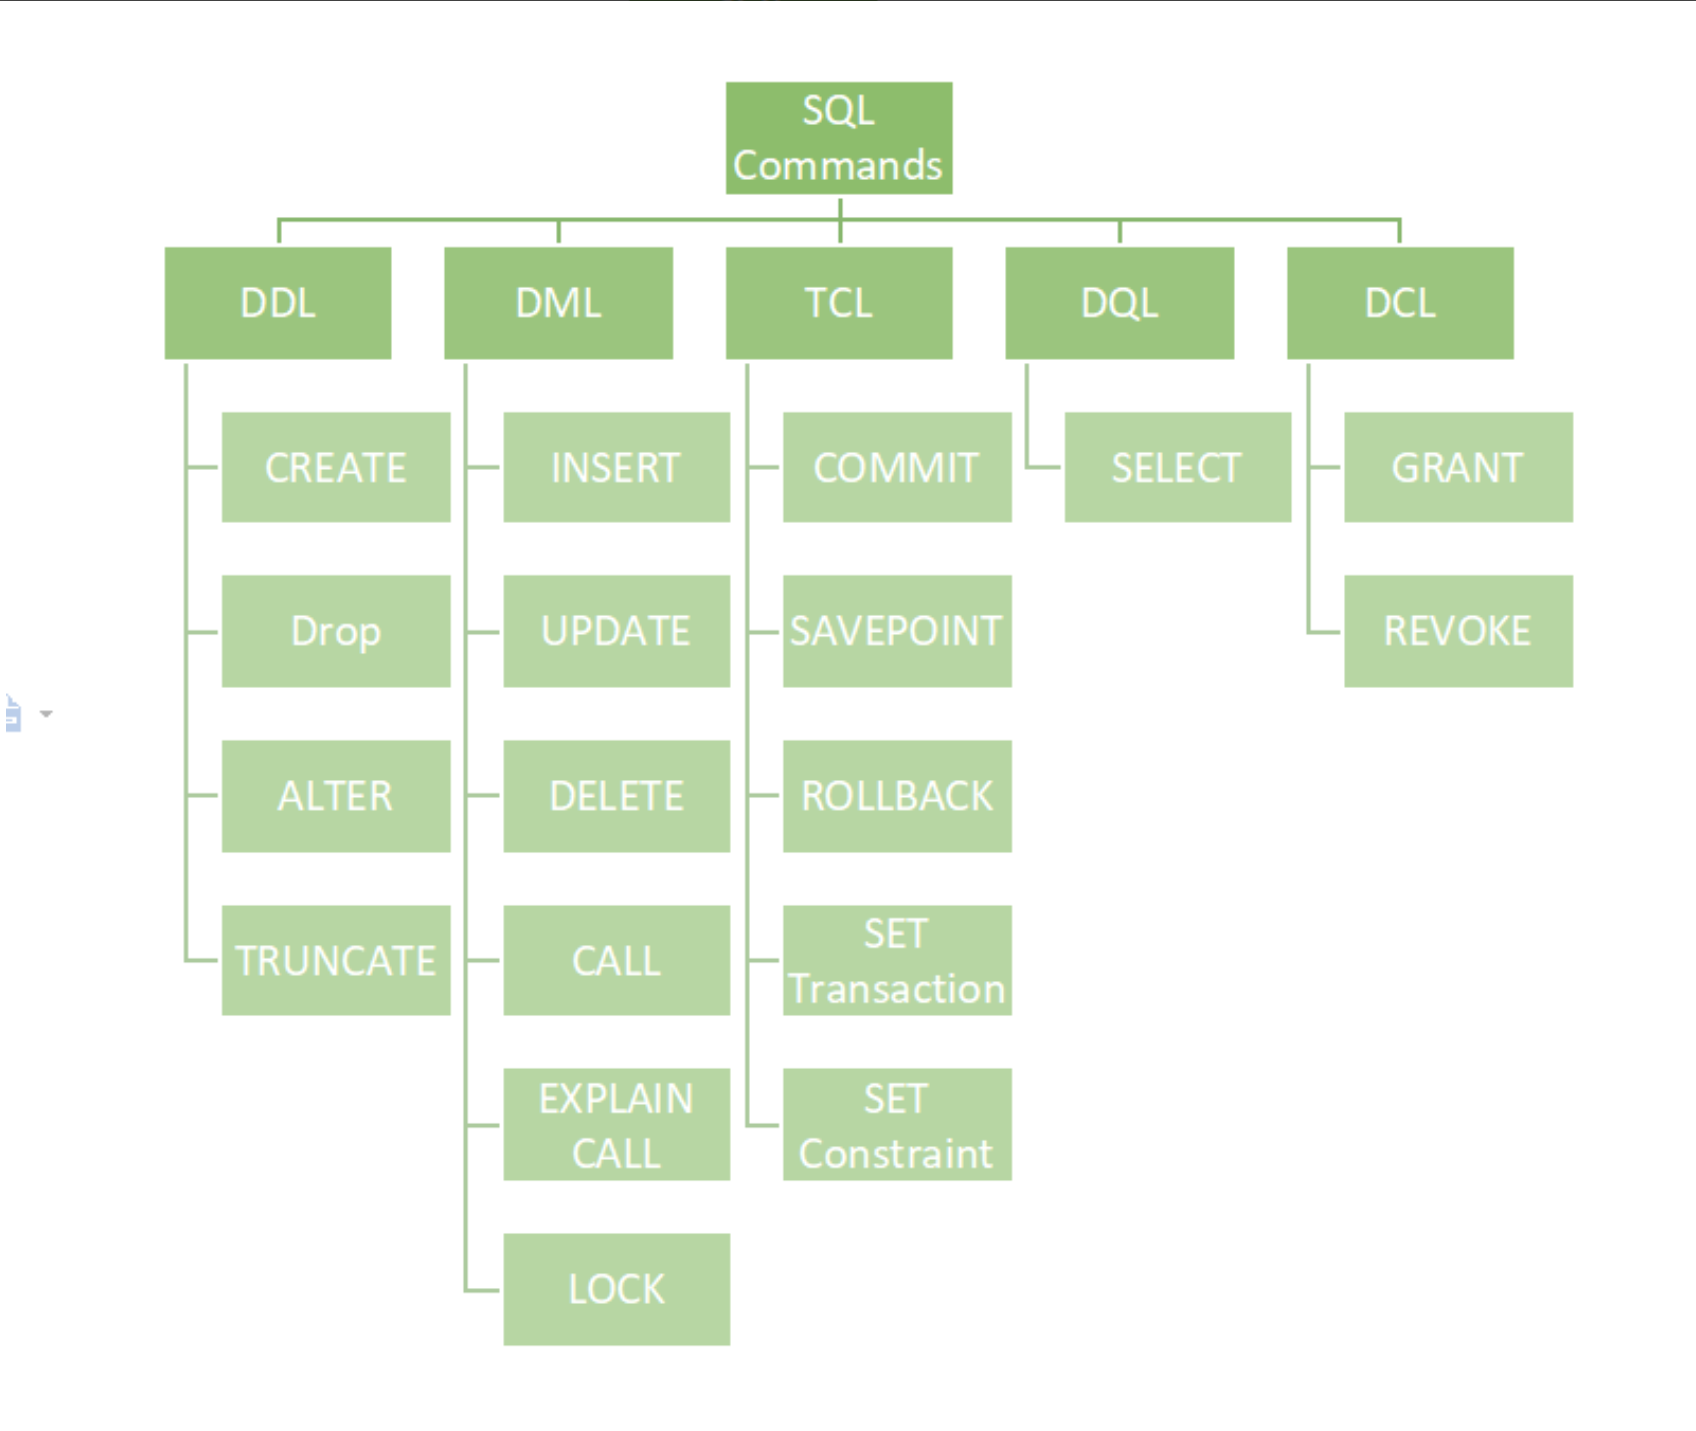 SQL
Commands
DDL
DML
TCL
DQL
DCL
CREATE
INSERT
COMMIT
SELECT
GRANT
Drop
UPDATE
SAVEPOINT
REVOKE
ALTER
DELETE
ROLLBACK
TRUNCATE
CALL
SET
Transaction
EXPLAIN
CALL
SET
Constraint
LOCK